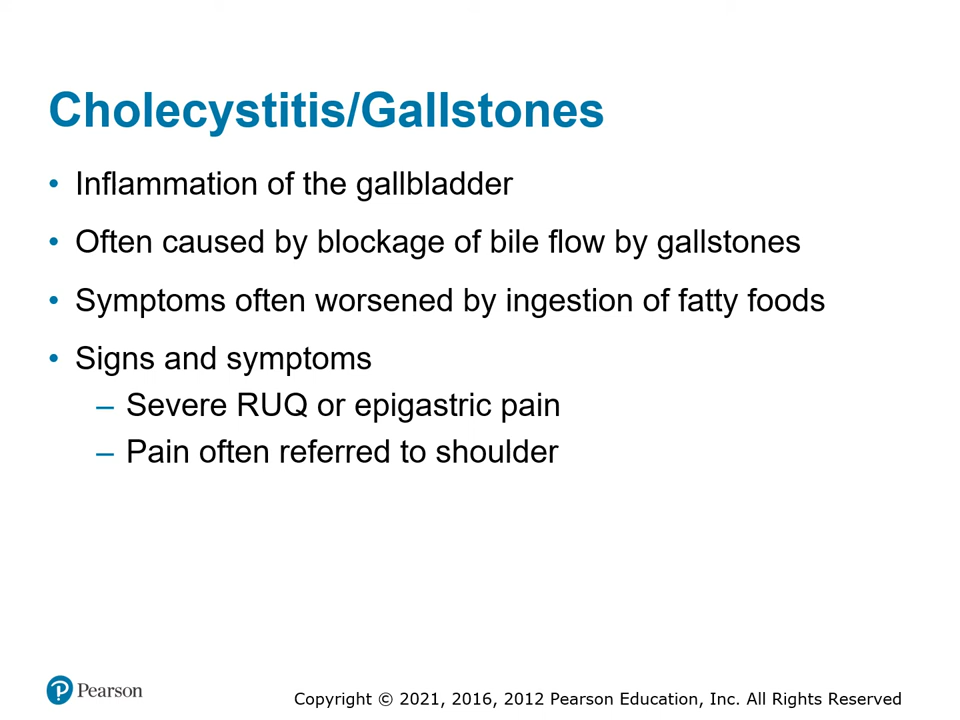 Cholecystitis/Gallstones
• Inflammation of the gallbladder
• Often caused by blockage of bile flow by gallstones
• Symptoms often worsened by ingestion of fatty foods
• Signs and symptoms
– Severe RUQ or epigastric pain
– Pain often referred to shoulder
Pearson
Copyright © 2021, 2016, 2012 Pearson Education, Inc. All Rights Reserved